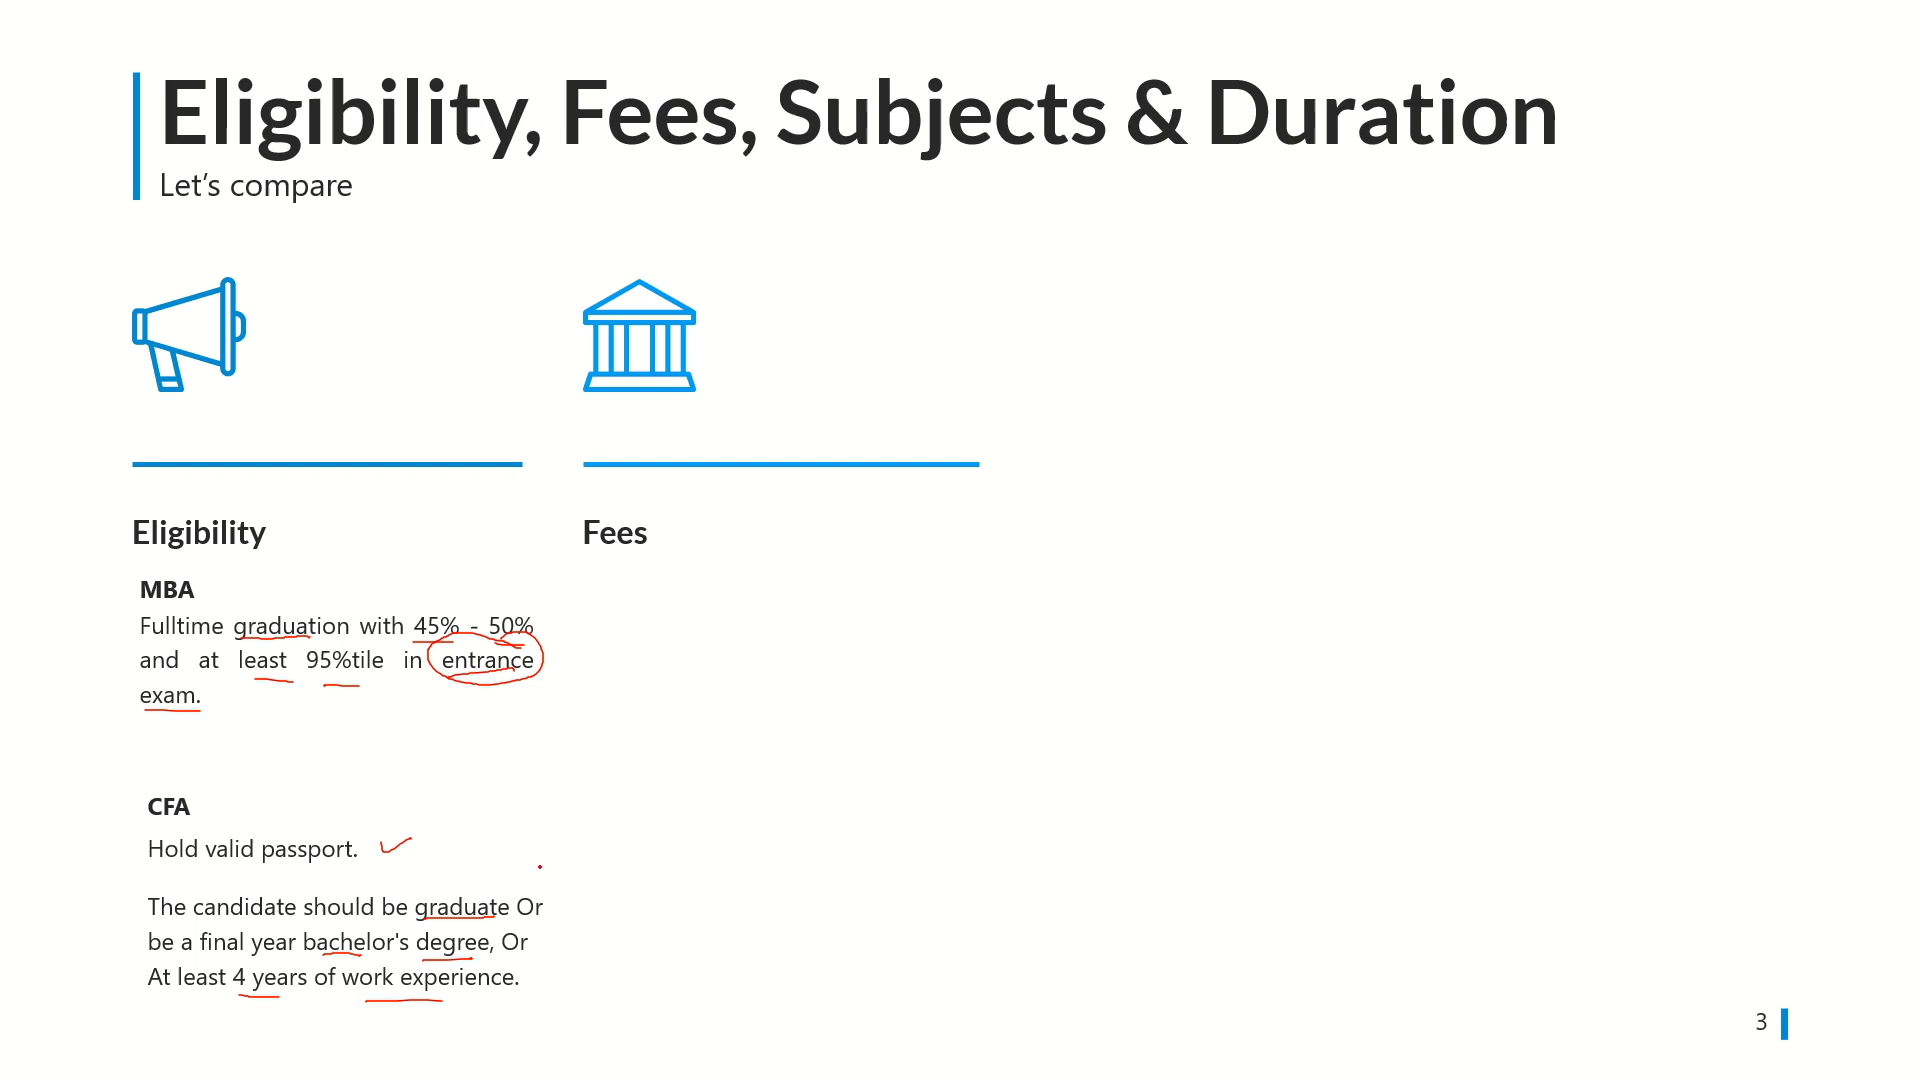 Eligibility, Fees, Subjects & Duration
Let’s compare
Eligibility
MBA
Fulltime graduation with 45% - 50%
and at least 95%tile in entrance
exam.
CFA
Hold valid passport.
The candidate should be graduate Or
be a final year bachelor's degree, Or
At least 4 years of work experience.
Fees
3